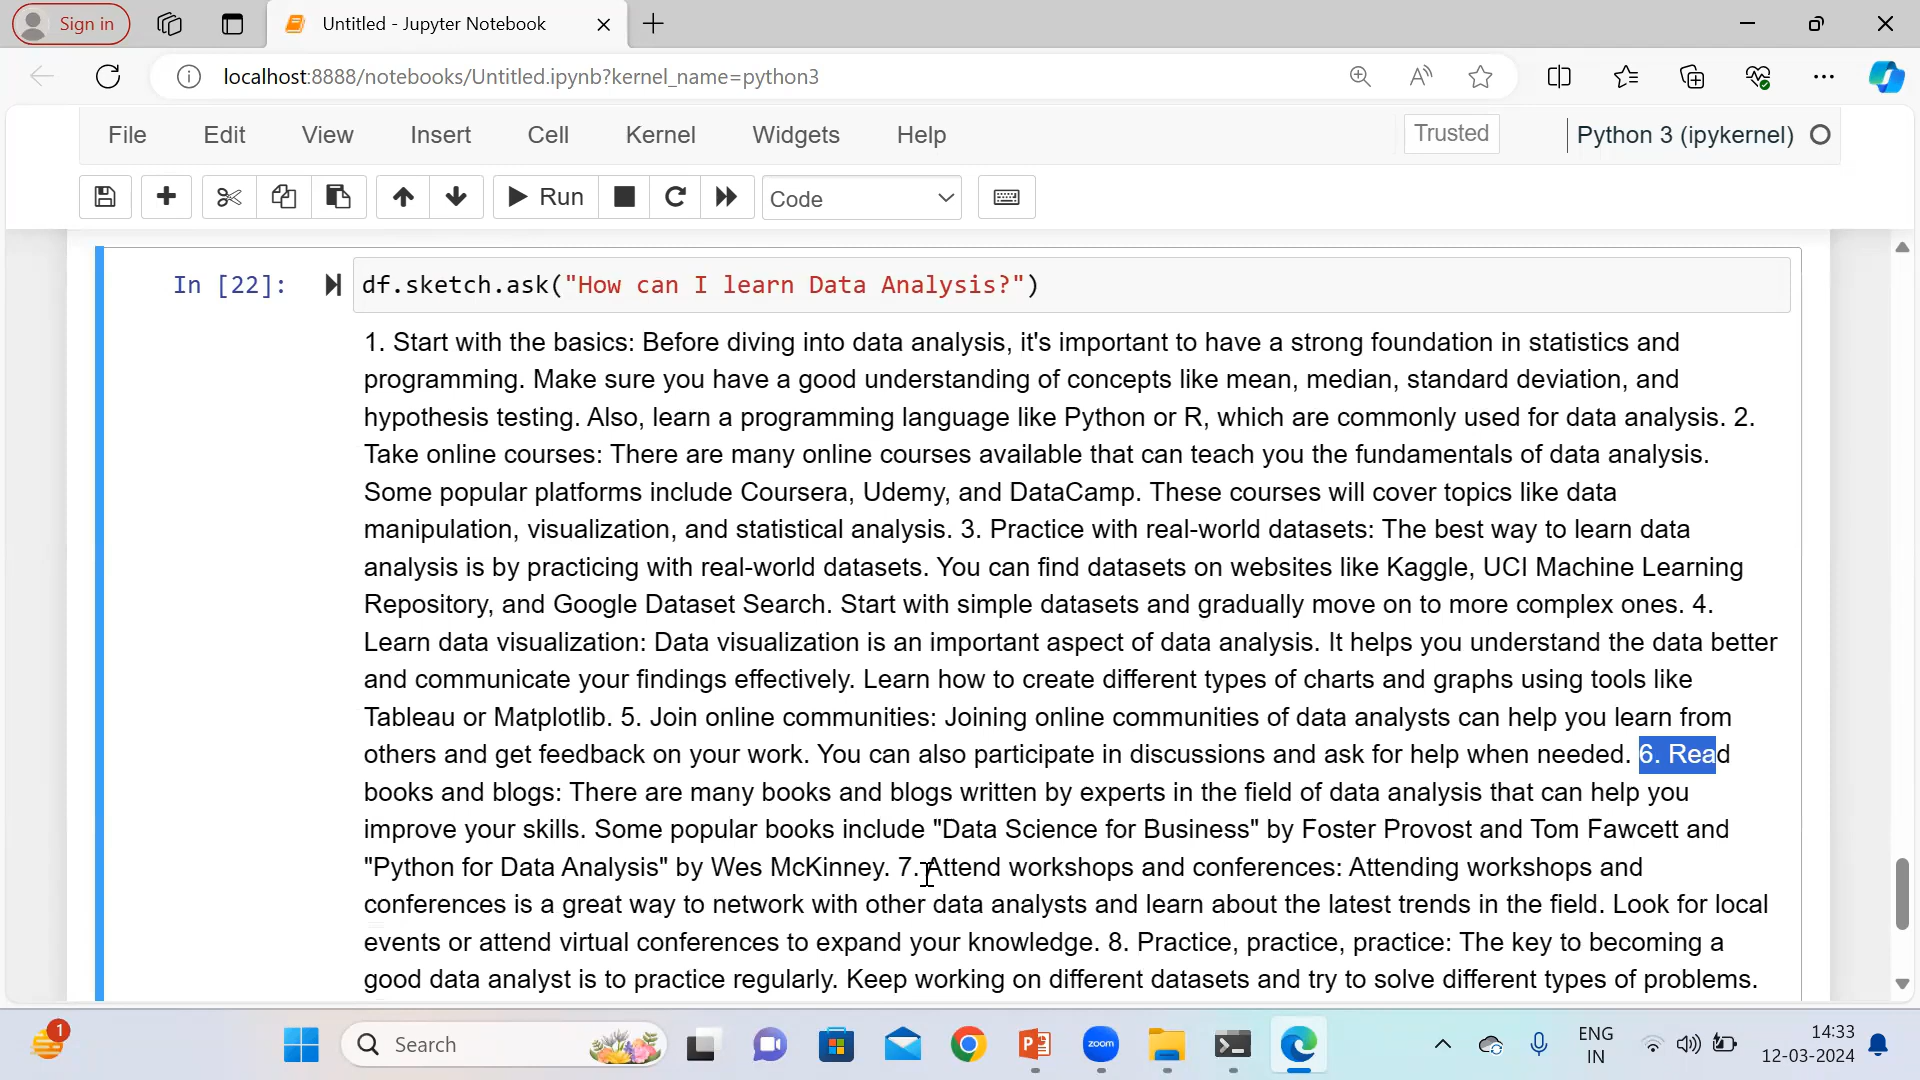 Sign in
Untitled - Jupyter Notebook
localhost:8888/notebooks/Untitled.ipynb?kernel_name=python3
File Edit View Insert Cell Kernel Widgets Help Trusted Python 3 (ipykernel)
Run Code
In [22]: df.sketch.ask("How can I learn Data Analysis?")
1. Start with the basics: Before diving into data analysis, it's important to have a strong foundation in statistics and
programming. Make sure you have a good understanding of concepts like mean, median, standard deviation, and
hypothesis testing. Also, learn a programming language like Python or R, which are commonly used for data analysis. 2.
Take online courses: There are many online courses available that can teach you the fundamentals of data analysis.
Some popular platforms include Coursera, Udemy, and DataCamp. These courses will cover topics like data
manipulation, visualization, and statistical analysis. 3. Practice with real-world datasets: The best way to learn data
analysis is by practicing with real-world datasets. You can find datasets on websites like Kaggle, UCI Machine Learning
Repository, and Google Dataset Search. Start with simple datasets and gradually move on to more complex ones. 4.
Learn data visualization: Data visualization is an important aspect of data analysis. It helps you understand the data better
and communicate your findings effectively. Learn how to create different types of charts and graphs using tools like
Tableau or Matplotlib. 5. Join online communities: Joining online communities of data analysts can help you learn from
others and get feedback on your work. You can also participate in discussions and ask for help when needed. 6. Read
books and blogs: There are many books and blogs written by experts in the field of data analysis that can help you
improve your skills. Some popular books include "Data Science for Business" by Foster Provost and Tom Fawcett and
"Python for Data Analysis" by Wes McKinney. 7. Attend workshops and conferences: Attending workshops and
conferences is a great way to network with other data analysts and learn about the latest trends in the field. Look for local
events or attend virtual conferences to expand your knowledge. 8. Practice, practice, practice: The key to becoming a
good data analyst is to practice regularly. Keep working on different datasets and try to solve different types of problems.
1
Search
zoom
ENG
IN
14:33
12-03-2024